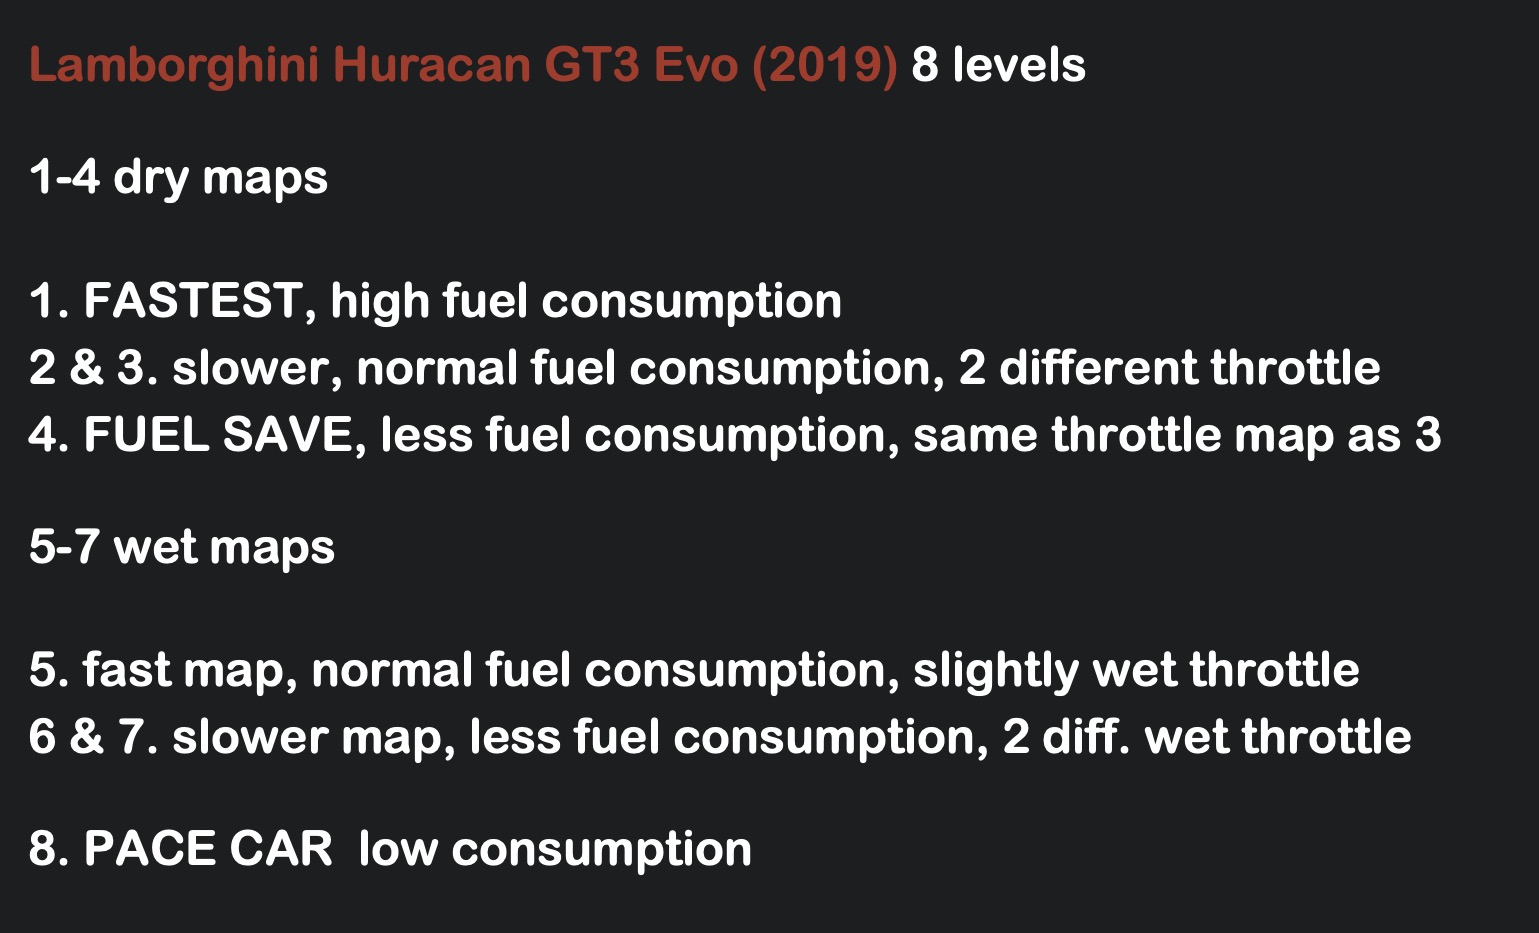 Lamborghini Huracan GT3 Evo (2019) 8 levels
1-4 dry maps
1. FASTEST, high fuel consumption
2 & 3. slower, normal fuel consumption, 2 different throttle
4. FUEL SAVE, less fuel consumption, same throttle map as 3
5-7 wet maps
5. fast map, normal fuel consumption, slightly wet throttle
6 & 7. slower map, less fuel consumption, 2 diff. wet throttle
8. PACE CAR  low consumption